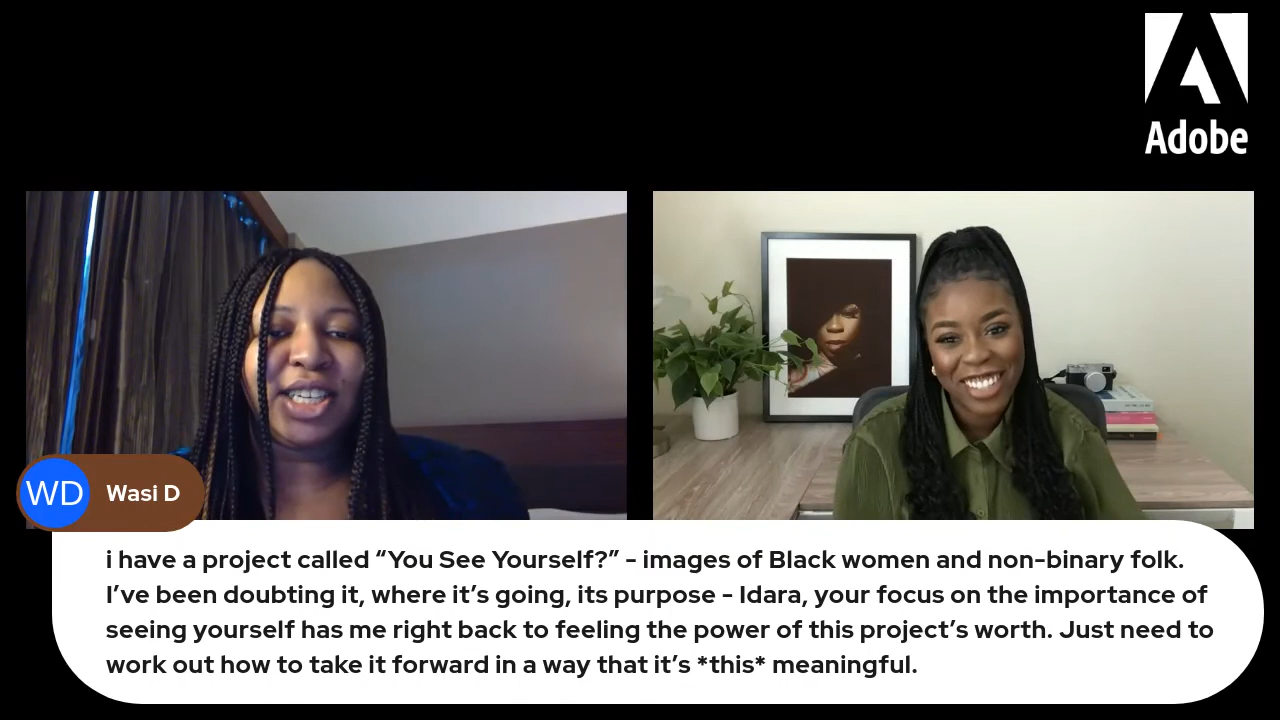 Adobe
WD
Wasi D
i have a project called “You See Yourself?” - images of Black women and non-binary folk.
I’ve been doubting it, where it’s going, its purpose - Idara, your focus on the importance of
seeing yourself has me right back to feeling the power of this project’s worth. Just need to
work out how to take it forward in a way that it’s *this* meaningful.